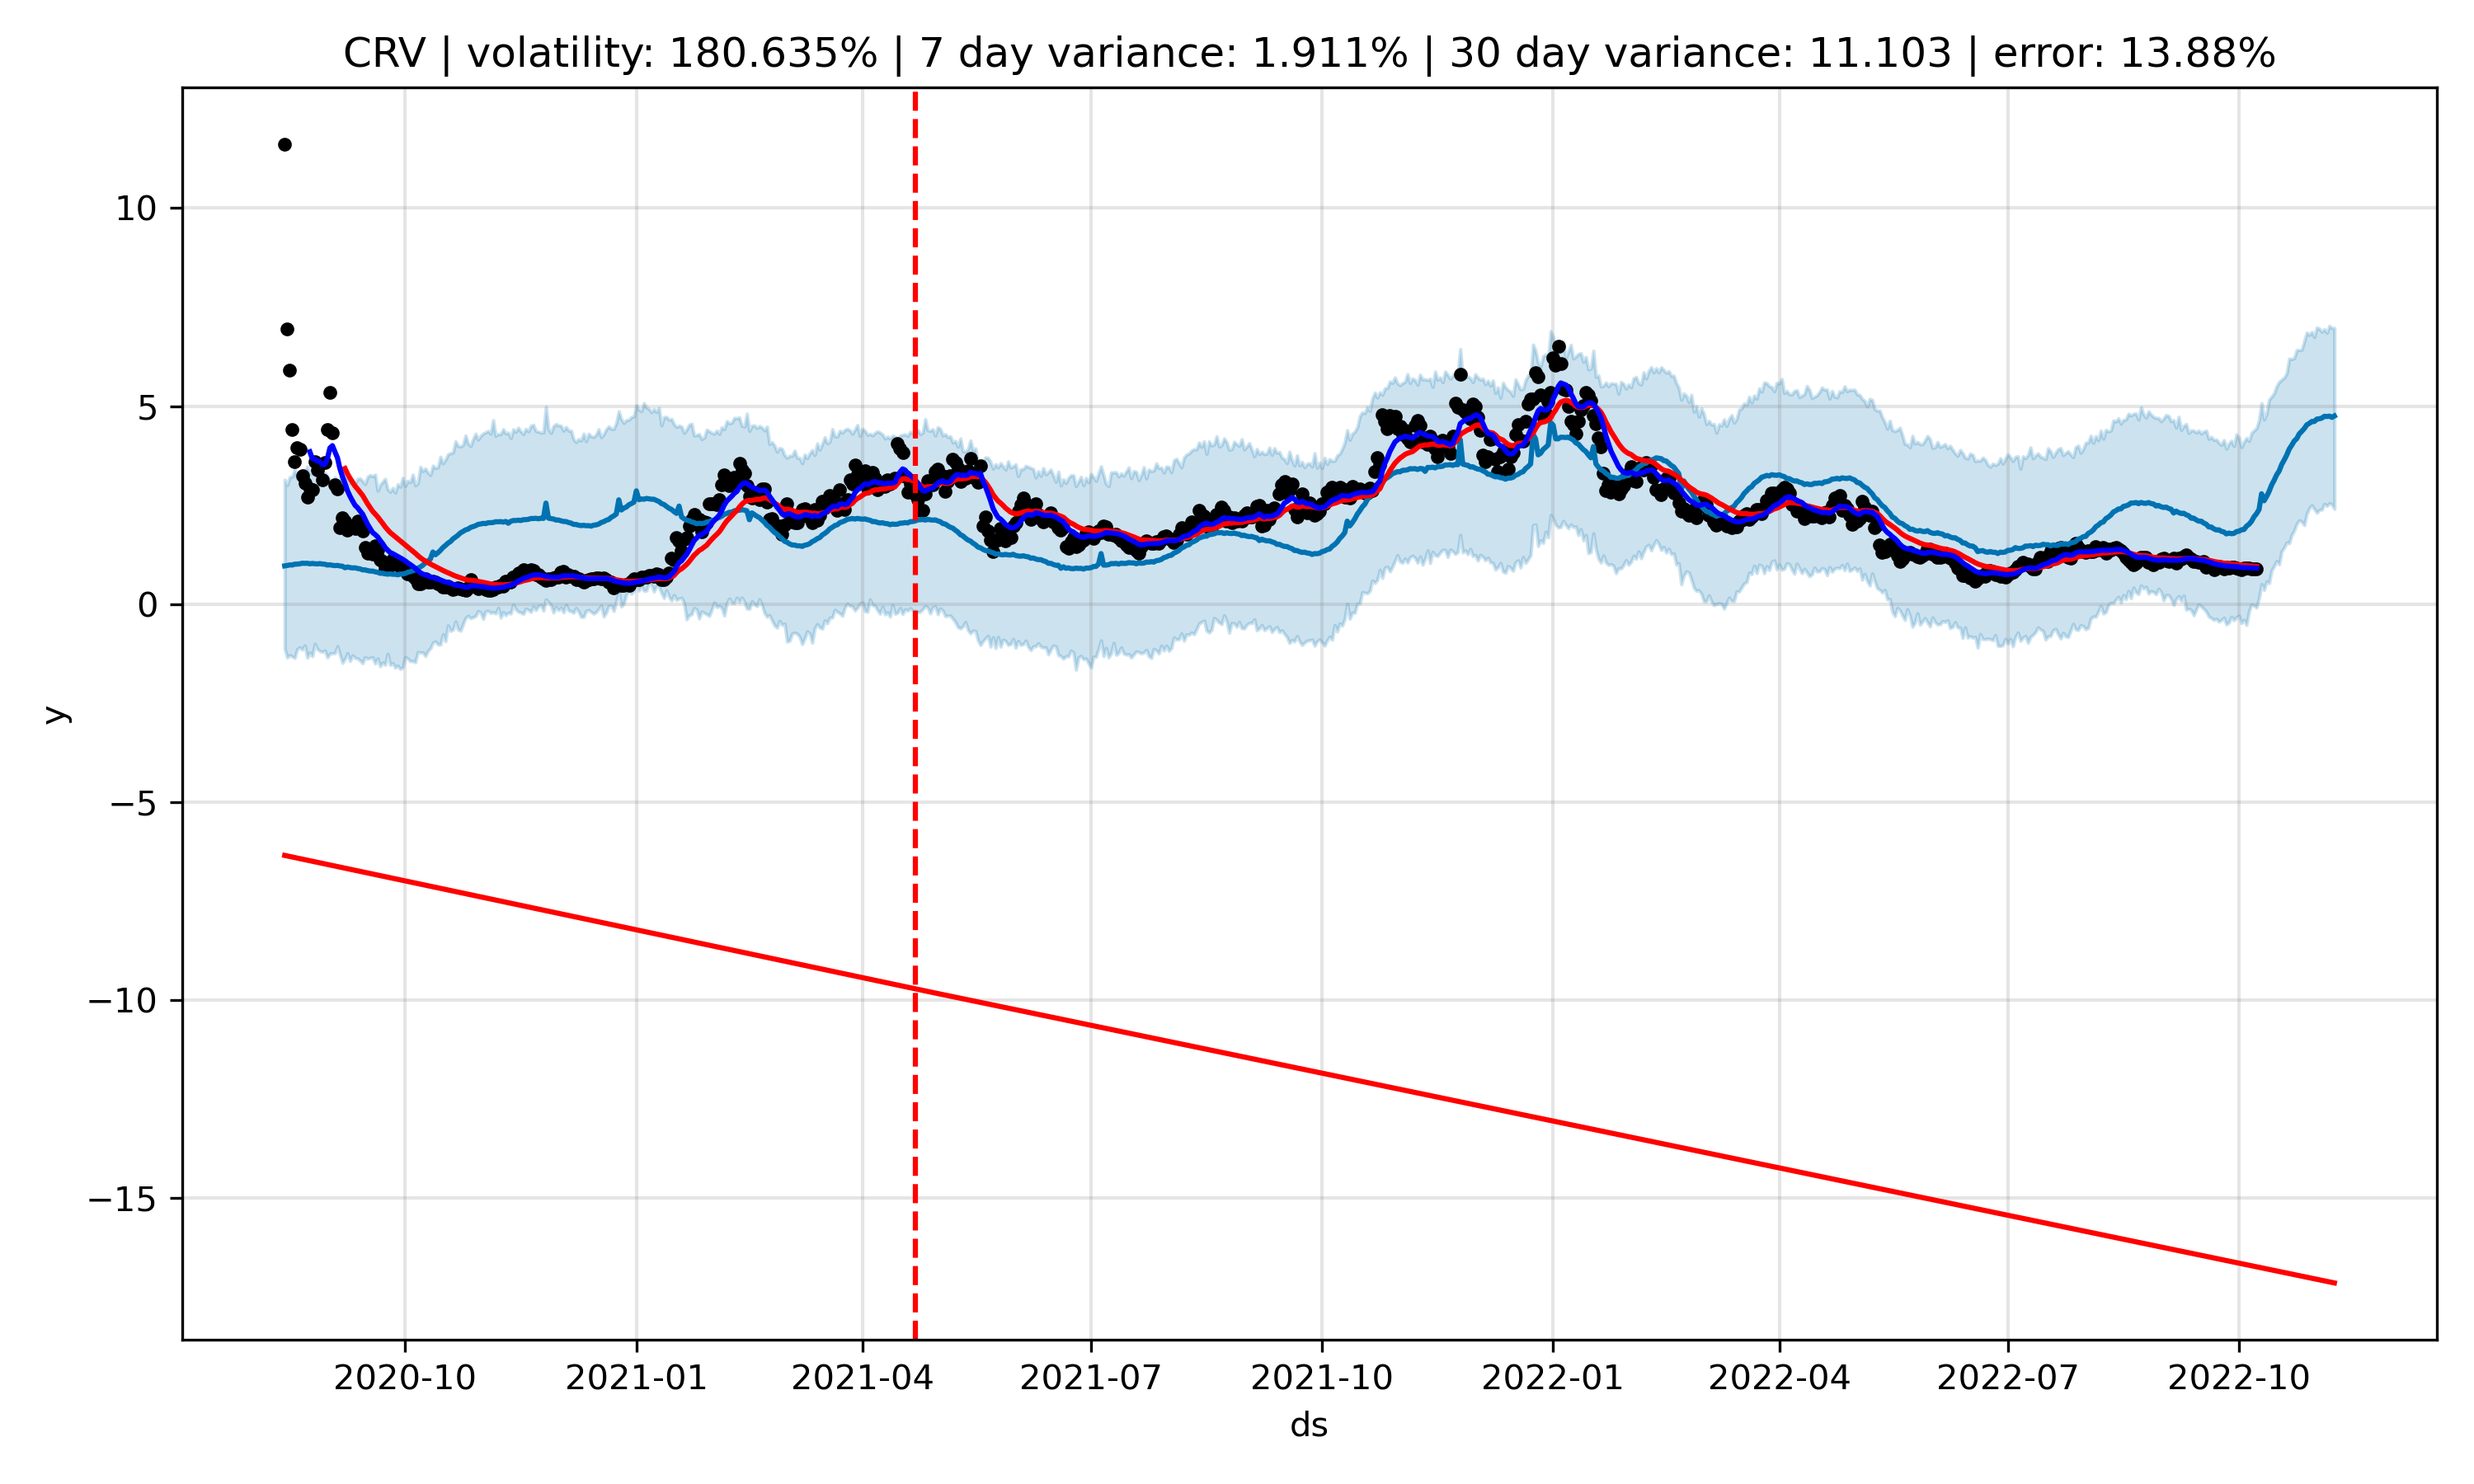 CRV | volatility: 180.635% | 7 day variance: 1.911% | 30 day variance: 11.103 | error: 13.88%
10
5
0
−5
−10
−15
y
2020-10 2021-01 2021-04 2021-07 2021-10 2022-01 2022-04 2022-07 2022-10
ds